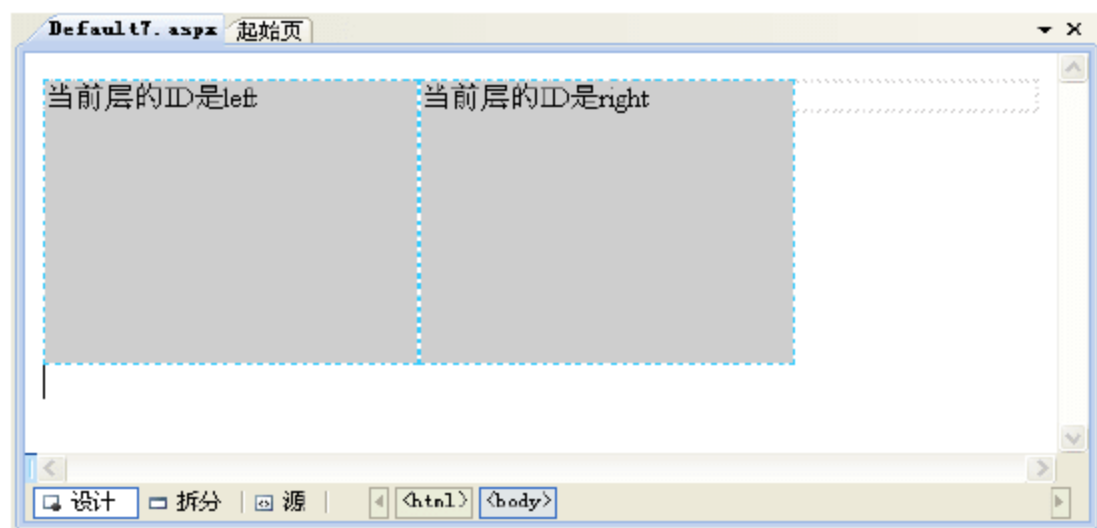 Default7.aspx 起始页
当前层的ID是left 当前层的ID是right
设计 拆分 源 <html> <body>